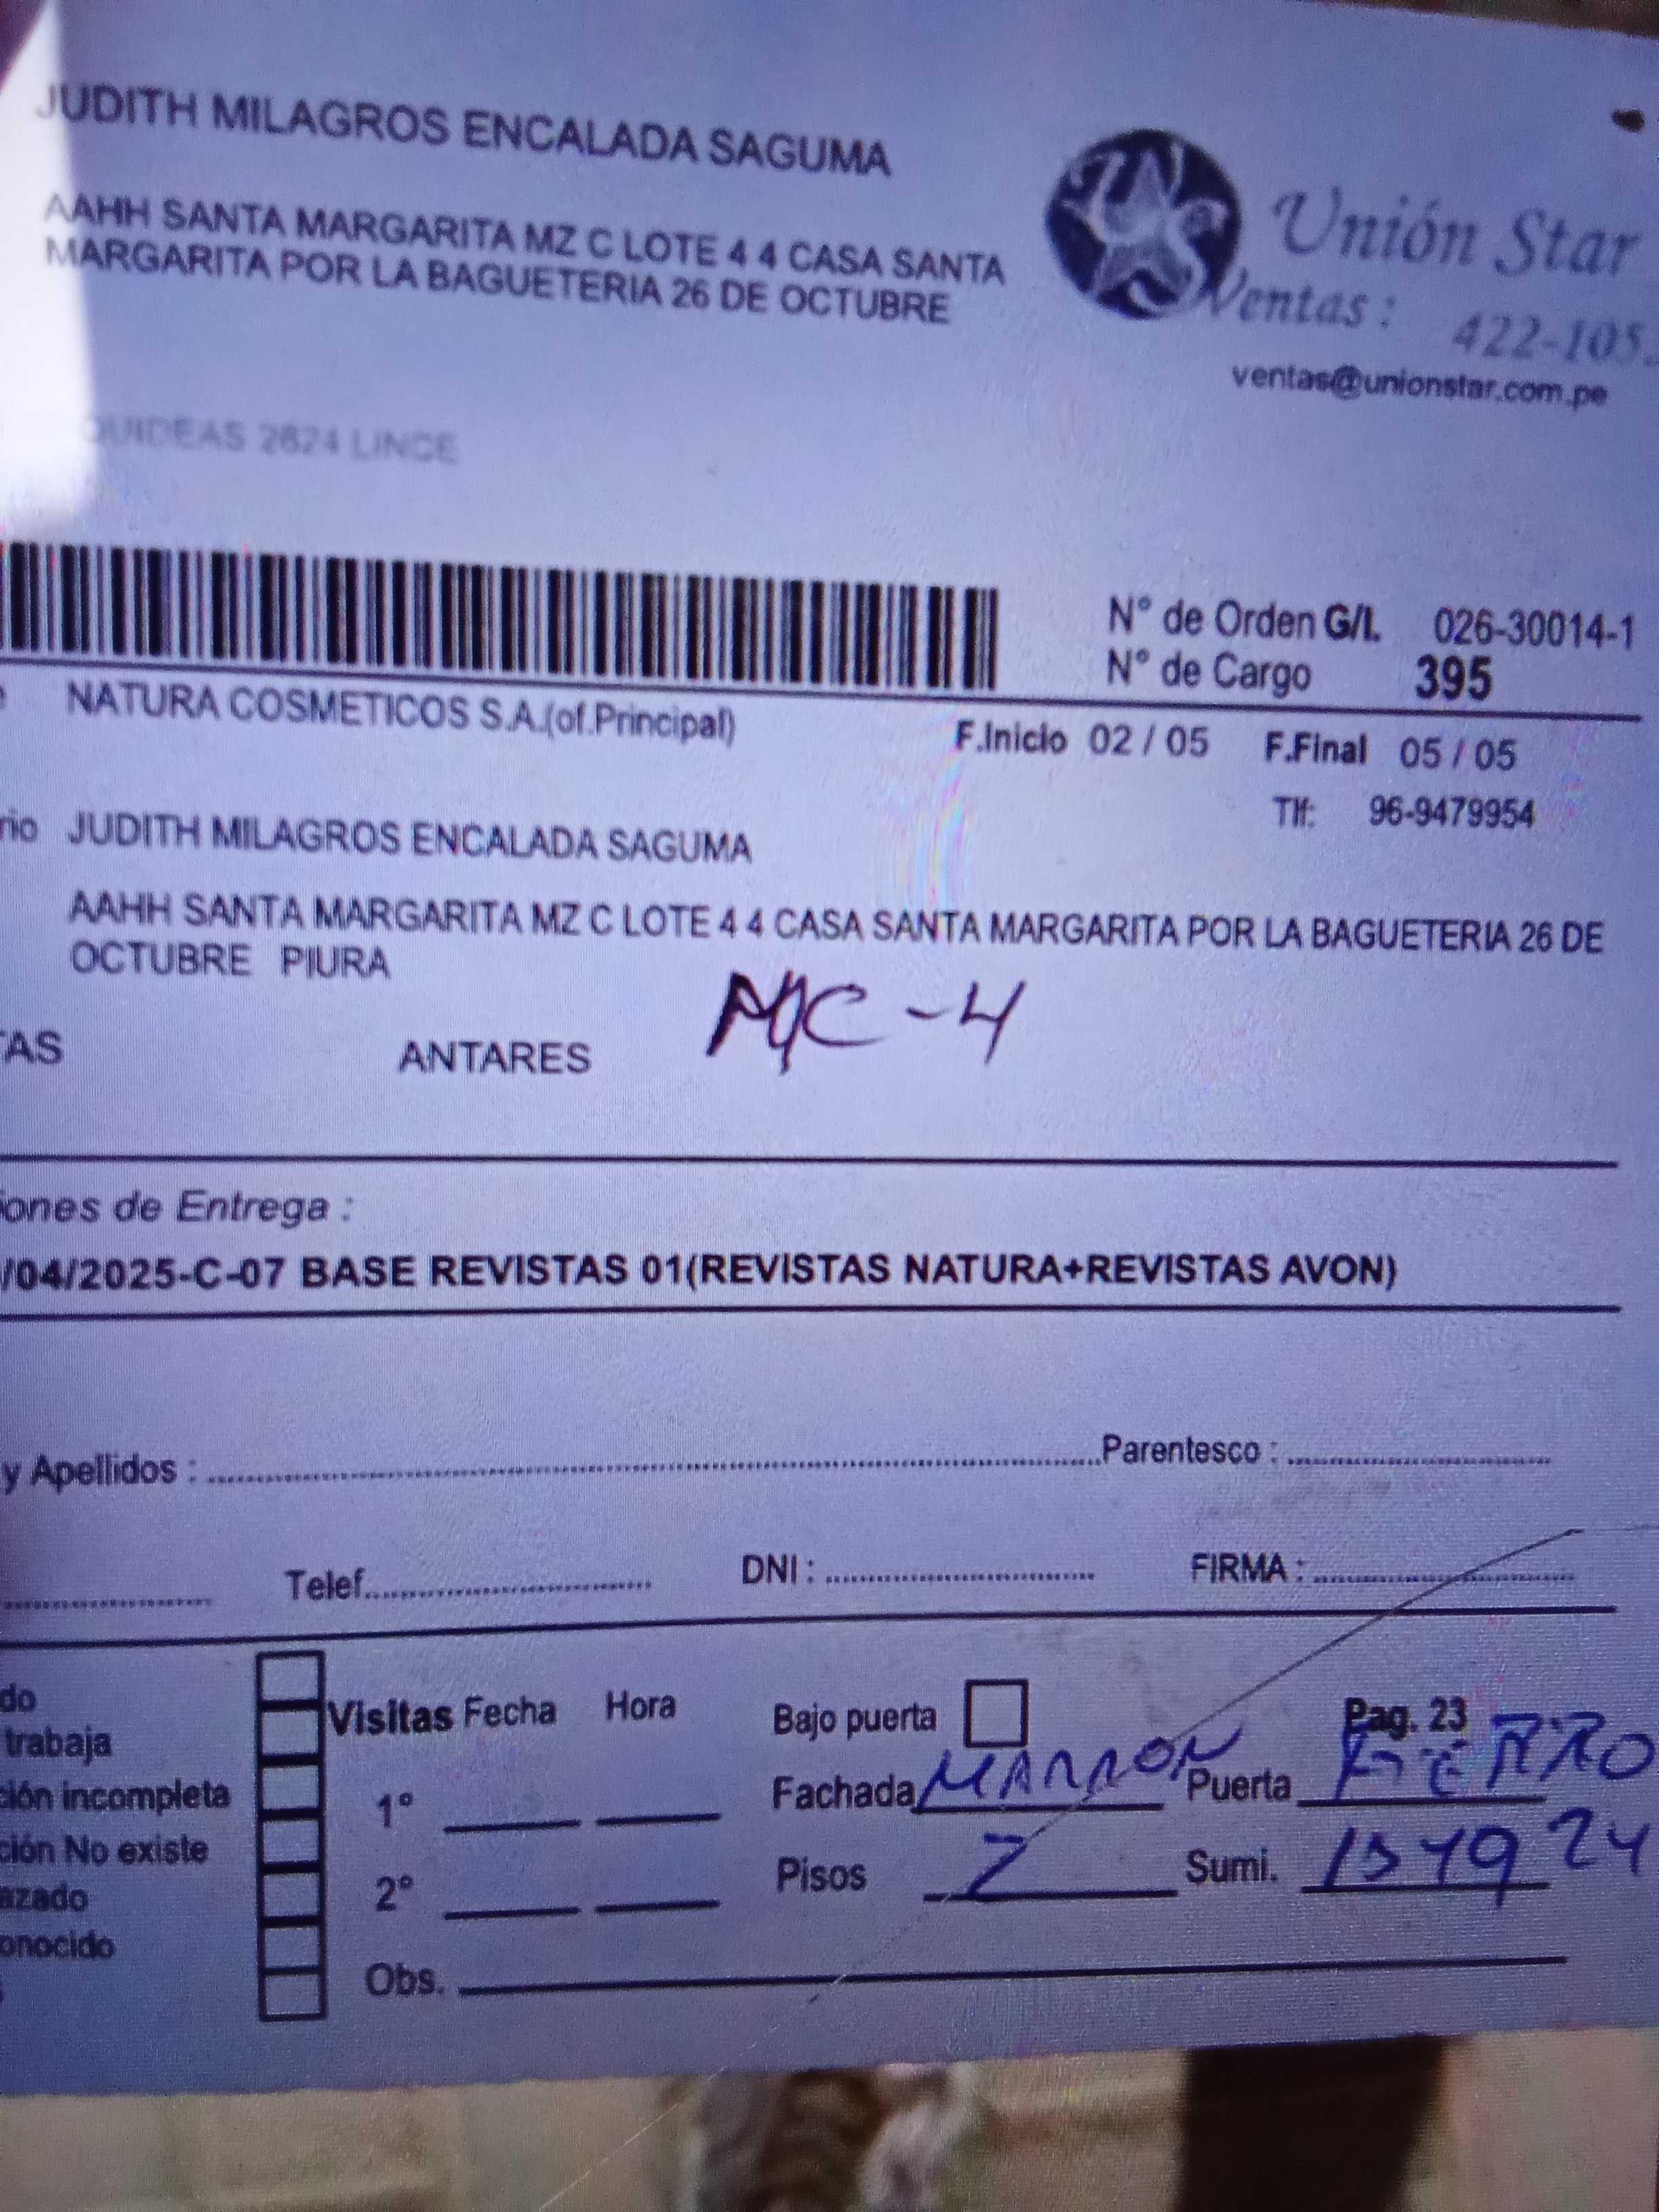 JUDITH MILAGROS ENCALADA SAGUMA
AAHH SANTA MARGARITA MZ C LOTE 4 4 CASA SANTA
MARGARITA POR LA BAGUETERIA 26 DE OCTUBRE
Unión Star
Ventas: 422-105
ventas@unionstar.com.pe
QUIDEAS 2624 LINCE
N° de Orden G/I. 026-30014-1
N° de Cargo 395
NATURA COSMETICOS S.A.(of.Principal)
F.Inicio 02 / 05 F.Final 05 / 05
Tlf: 96-9479954
rio JUDITH MILAGROS ENCALADA SAGUMA
AAHH SANTA MARGARITA MZ C LOTE 4 4 CASA SANTA MARGARITA POR LA BAGUETERIA 26 DE
OCTUBRE PIURA
TAS ANTARES
iones de Entrega :
/04/2025-C-07 BASE REVISTAS 01(REVISTAS NATURA+REVISTAS AVON)
y Apellidos : Parentesco :
Telef. DNI : FIRMA :
do
trabaja
ción incompleta
ción No existe
azado
onocido
Visitas Fecha Hora
1°
2°
Obs.
Bajo puerta Pag. 23
Fachada MARRON Puerta FIERRO
Pisos 2 Sumi.